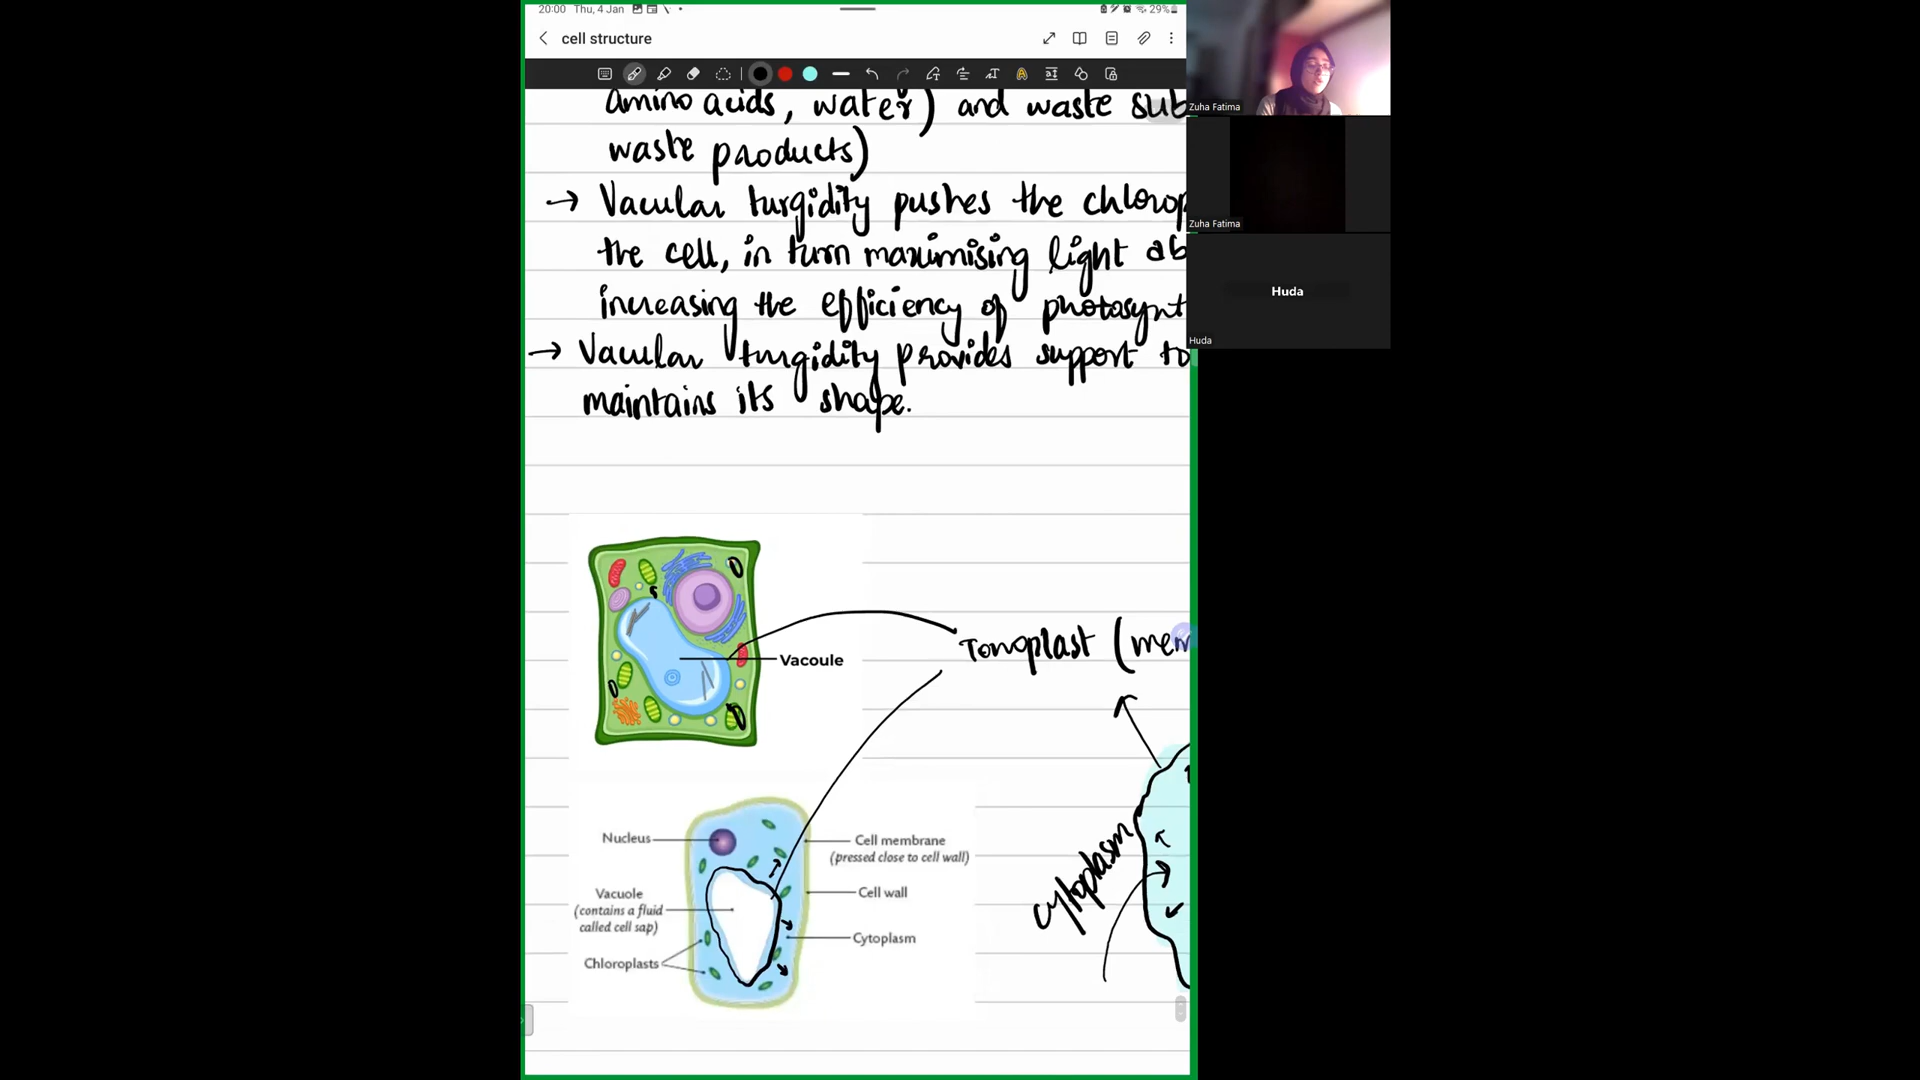 20:00 Thu, 4 Jan
29%
cell structure
amino acids, water) and waste sub
waste products)
→ Vacular turgidity pushes the chlorop
the cell, in turn maximising light ab
increasing the efficiency of photosynt
→ Vacular turgidity provides support to
maintains its shape.
Vacoule
Tonoplast (mem
Nucleus
Vacuole
(contains a fluid
called cell sap)
Chloroplasts
Cell membrane
(pressed close to cell wall)
Cell wall
Cytoplasm
cytoplasm
Zuha Fatima
Zuha Fatima
Huda
Huda